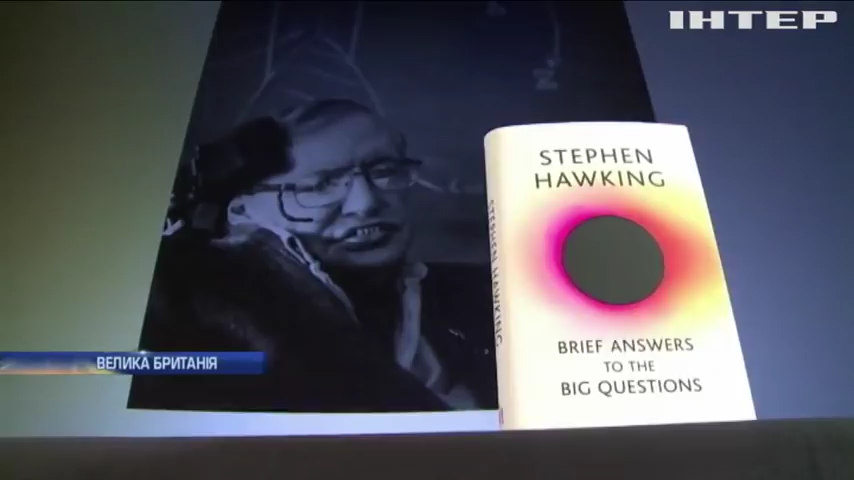 ІНТЕР
STEPHEN
HAWKING
STEPHEN HAWKING
BRIEF ANSWERS
TO THE
BIG QUESTIONS
ВЕЛИКА БРИТАНІЯ